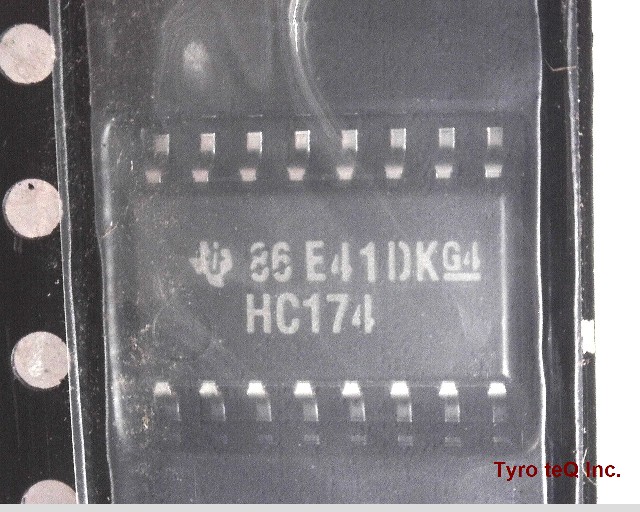 86 E41DK G4
HC174
Tyro teQ Inc.